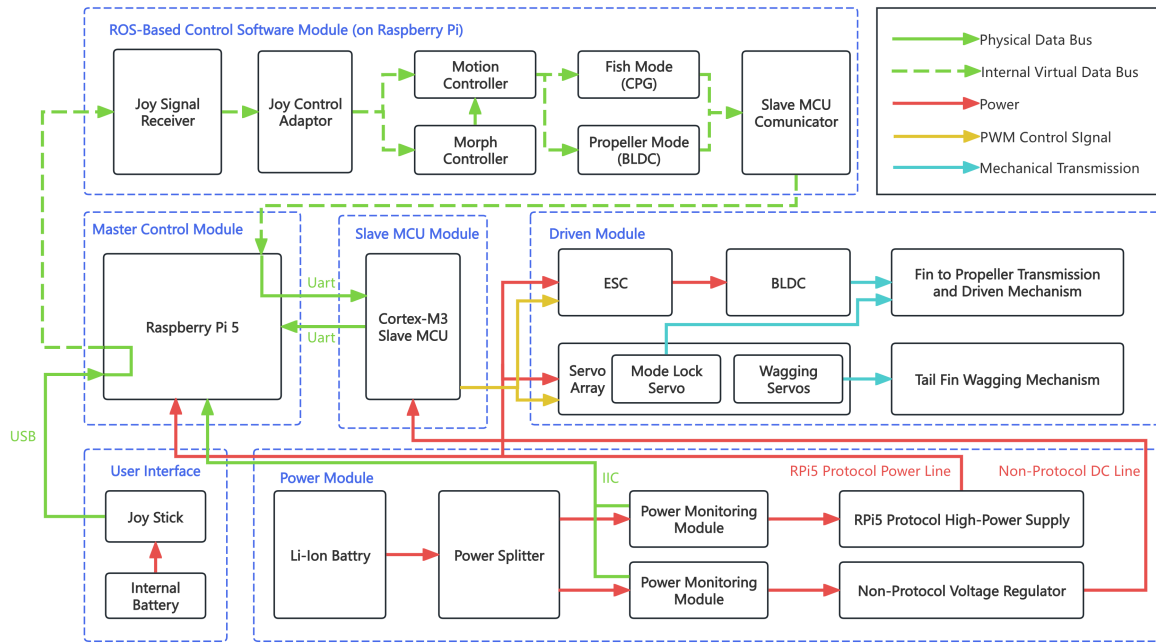 ROS-Based Control Software Module (on Raspberry Pi)
Joy Signal
Receiver
Joy Control
Adaptor
Motion
Controller
Morph
Controller
Fish Mode
(CPG)
Propeller Mode
(BLDC)
Slave MCU
Comunicator
Physical Data Bus
Internal Virtual Data Bus
Power
PWM Control SIgnal
Mechanical Transmission
Master Control Module
Raspberry Pi 5
Uart
Uart
Slave MCU Module
Cortex-M3
Slave MCU
Driven Module
ESC
BLDC
Fin to Propeller Transmission
and Driven Mechanism
Servo
Array
Mode Lock
Servo
Wagging
Servos
Tail Fin Wagging Mechanism
USB
User Interface
Joy Stick
Internal
Battery
Power Module
Li-Ion Battry
Power Splitter
IIC
Power Monitoring
Module
Power Monitoring
Module
RPi5 Protocol Power Line
Non-Protocol DC Line
RPi5 Protocol High-Power Supply
Non-Protocol Voltage Regulator